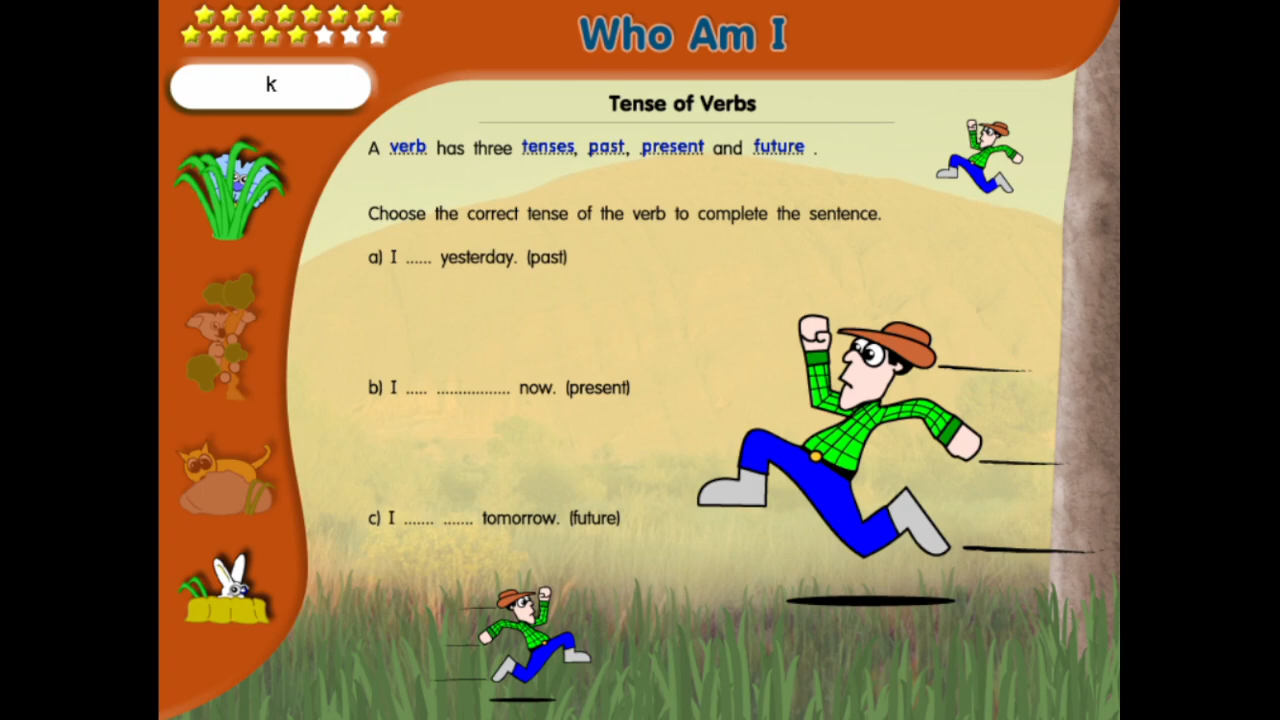 Who Am I
k
Tense of Verbs
A verb has three tenses, past, present and future .
Choose the correct tense of the verb to complete the sentence.
a) I ...... yesterday. (past)
b) I ..... ................. now. (present)
c) I ....... ....... tomorrow. (future)